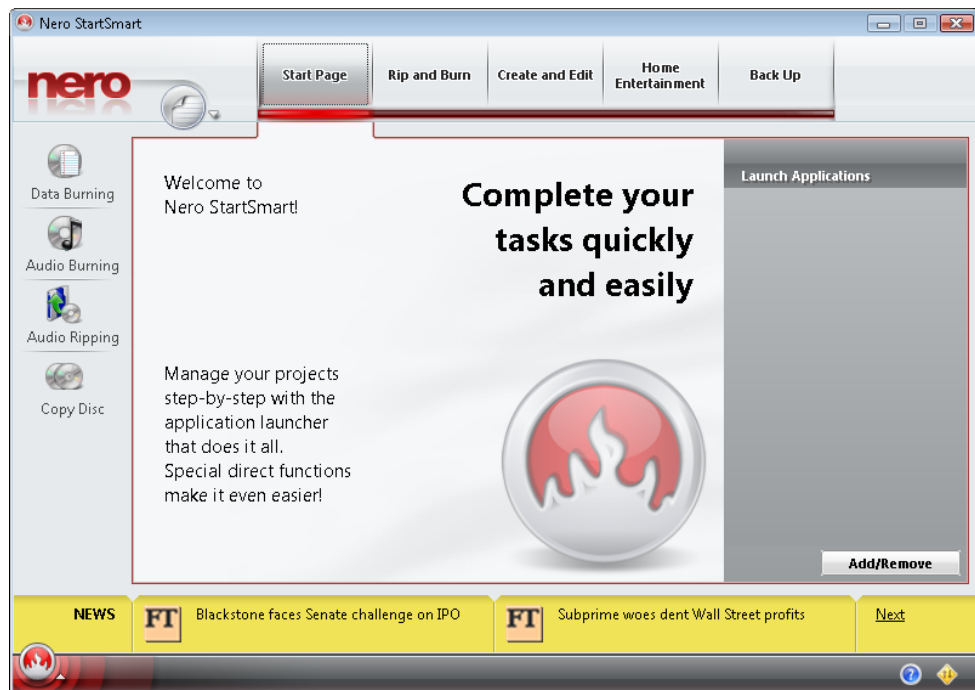 Nero StartSmart
nero
Start Page
Rip and Burn
Create and Edit
Home
Entertainment
Back Up
Data Burning
Audio Burning
Audio Ripping
Copy Disc
Welcome to
Nero StartSmart!
Complete your
tasks quickly
and easily
Manage your projects
step-by-step with the
application launcher
that does it all.
Special direct functions
make it even easier!
Launch Applications
Add/Remove
NEWS
FT
Blackstone faces Senate challenge on IPO
FT
Subprime woes dent Wall Street profits
Next